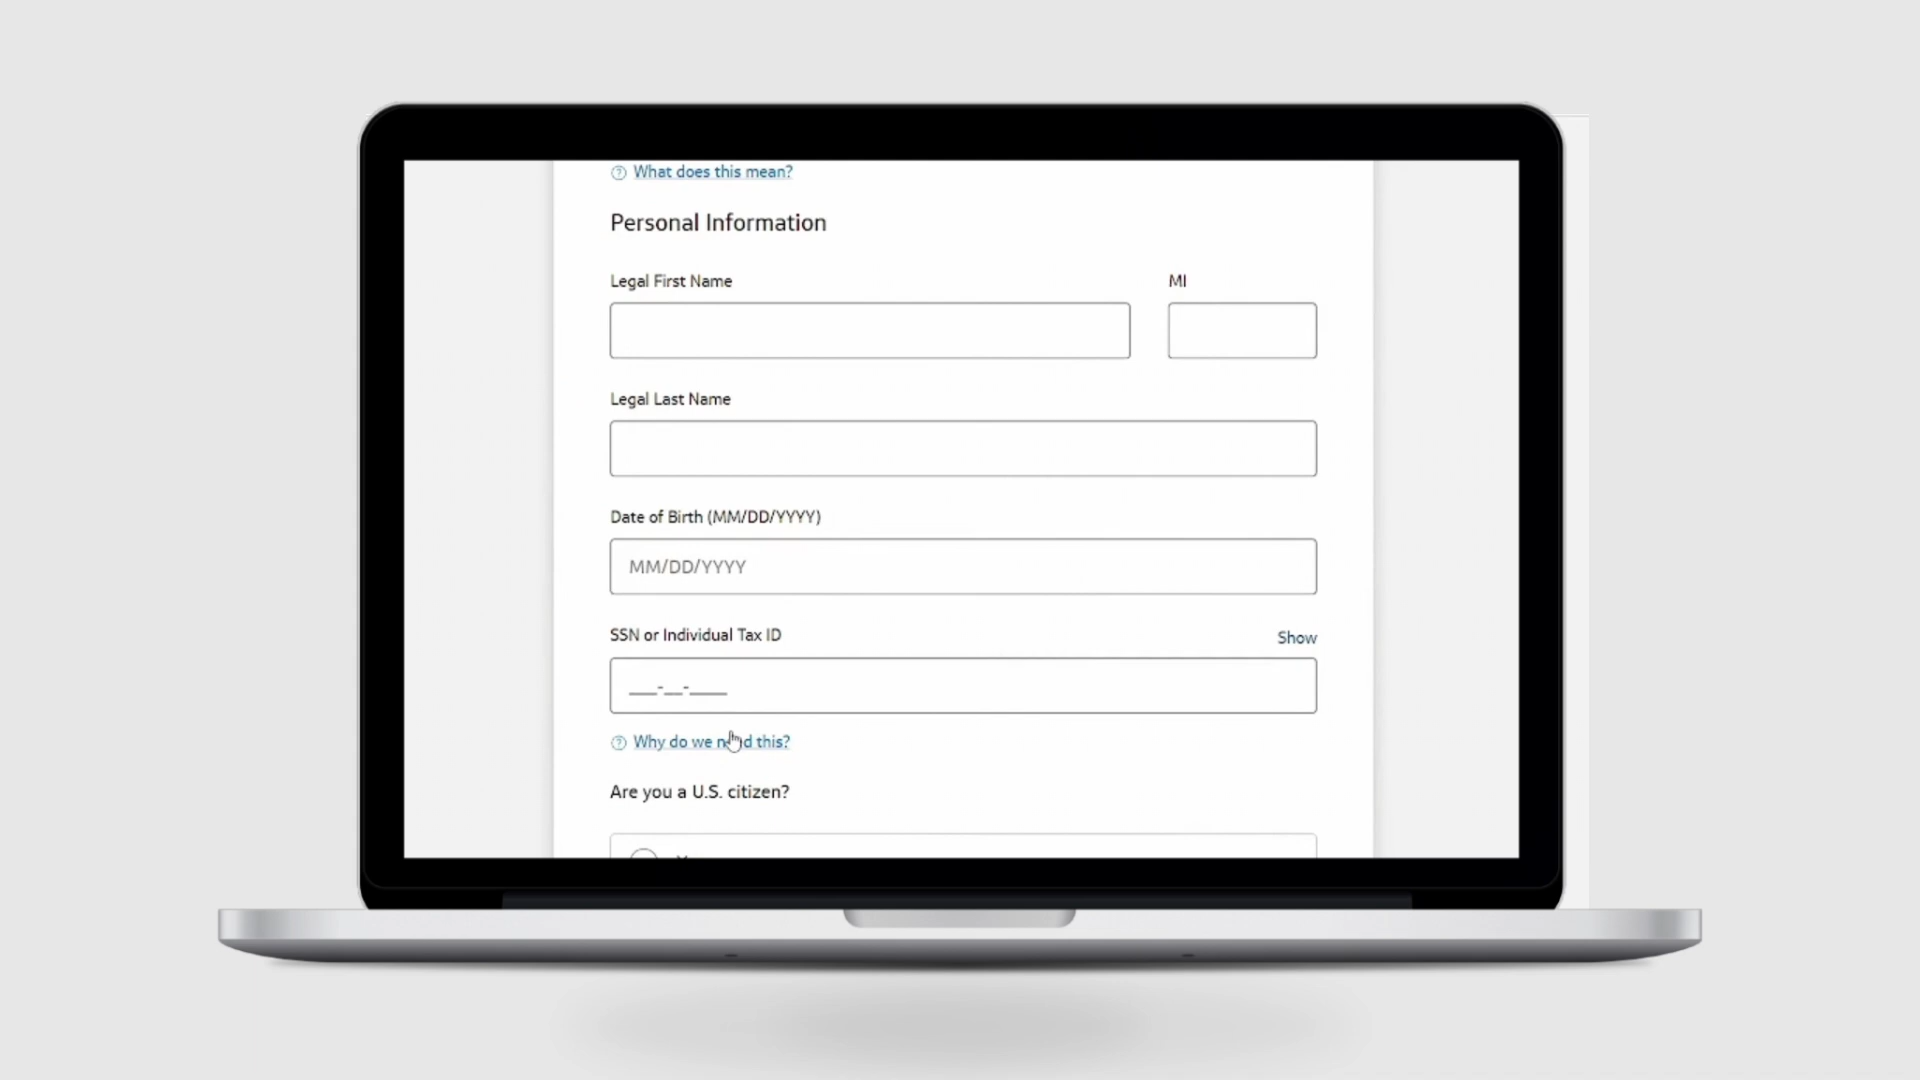 What does this mean?
Personal Information
Legal First Name
MI
Legal Last Name
Date of Birth (MM/DD/YYYY)
MM/DD/YYYY
SSN or Individual Tax ID
Show
___-__-____
Why do we need this?
Are you a U.S. citizen?